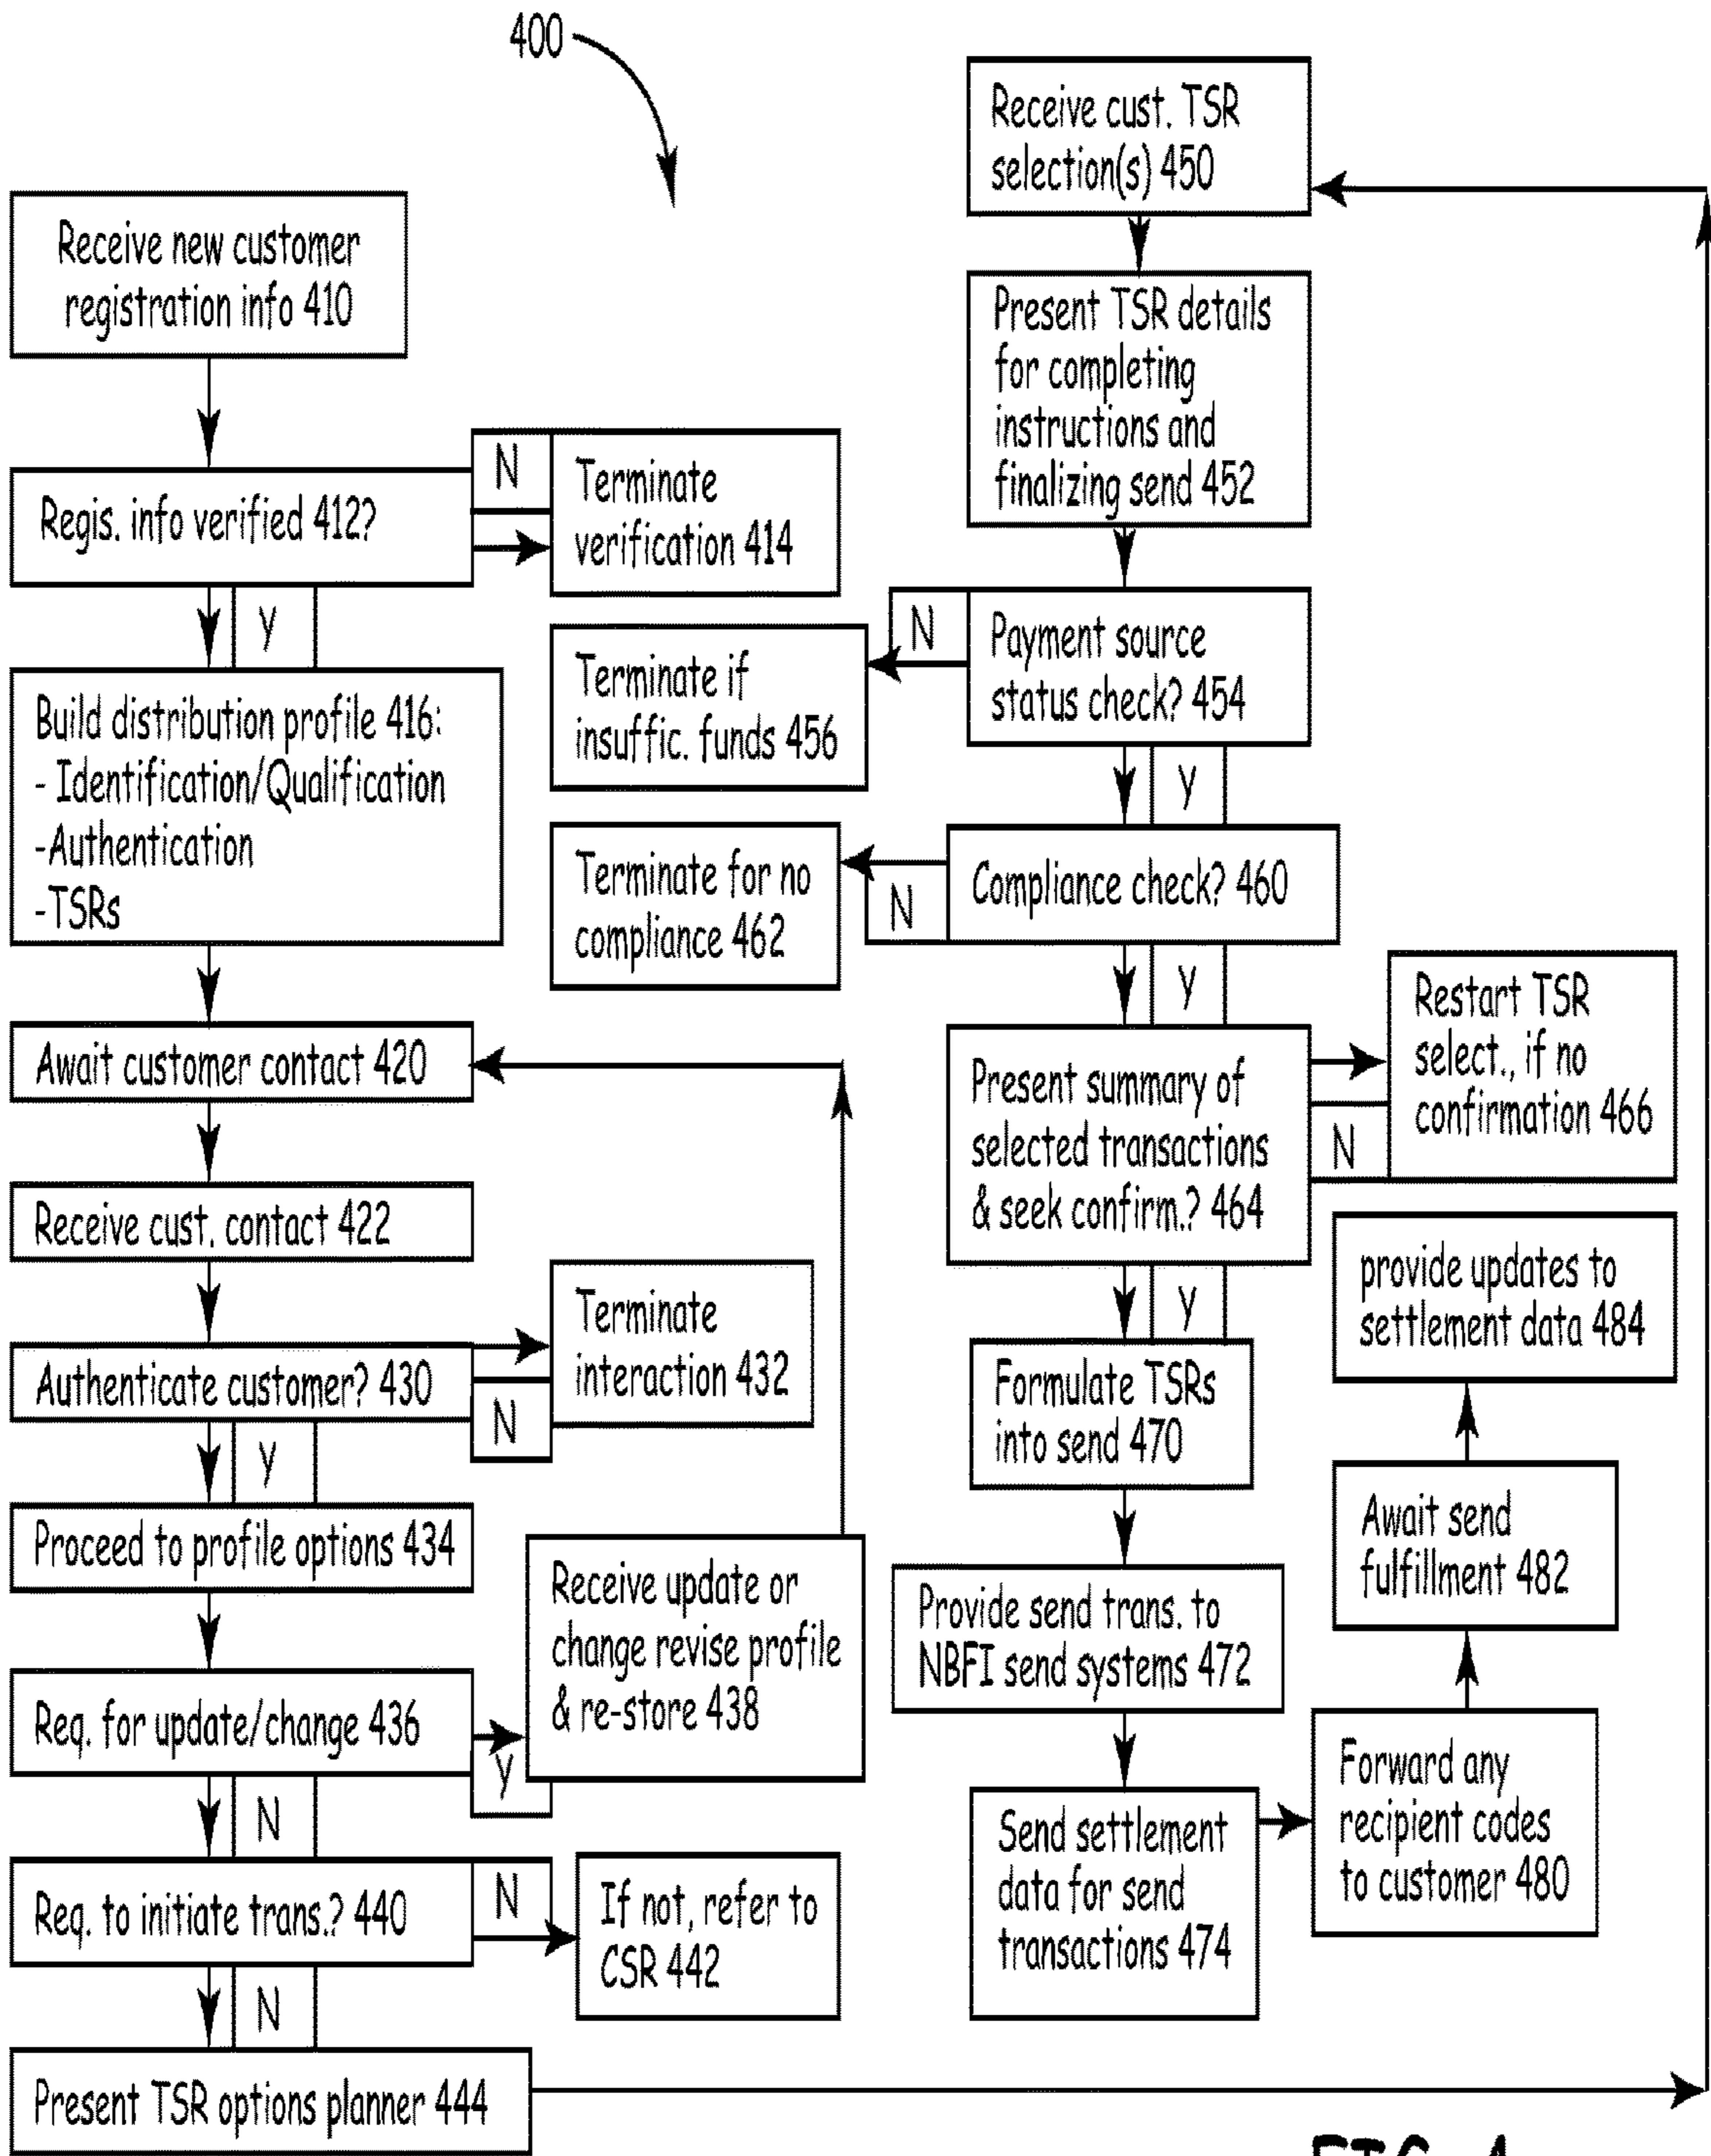 400
Receive new customer
registration info 410
Regis. info verified 412?
N
Terminate
verification 414
y
Build distribution profile 416:
- Identification/Qualification
-Authentication
-TSRs
Await customer contact 420
Receive cust. contact 422
Authenticate customer? 430
Terminate
interaction 432
N
y
Proceed to profile options 434
Req. for update/change 436
y
Receive update or
change revise profile
& re-store 438
N
Req. to initiate trans.? 440
N
If not, refer to
CSR 442
N
Present TSR options planner 444
Receive cust. TSR
selection(s) 450
Present TSR details
for completing
instructions and
finalizing send 452
Payment source
status check? 454
N
Terminate if
insuffic. funds 456
y
Compliance check? 460
N
Terminate for no
compliance 462
y
Present summary of
selected transactions
& seek confirm.? 464
N
Restart TSR
select., if no
confirmation 466
y
Formulate TSRs
into send 470
Provide send trans. to
NBFI send systems 472
Send settlement
data for send
transactions 474
Forward any
recipient codes
to customer 480
Await send
fulfillment 482
provide updates to
settlement data 484